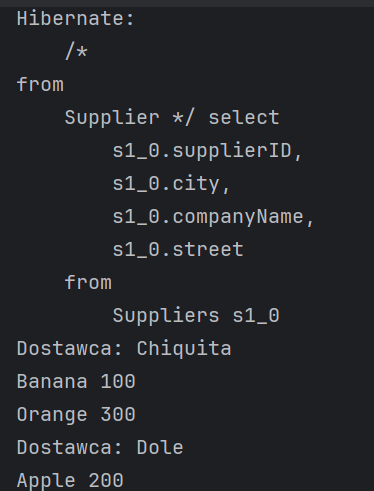 Hibernate:
    /*
from
    Supplier */ select
        s1_0.supplierID,
        s1_0.city,
        s1_0.companyName,
        s1_0.street
    from
        Suppliers s1_0
Dostawca: Chiquita
Banana 100
Orange 300
Dostawca: Dole
Apple 200